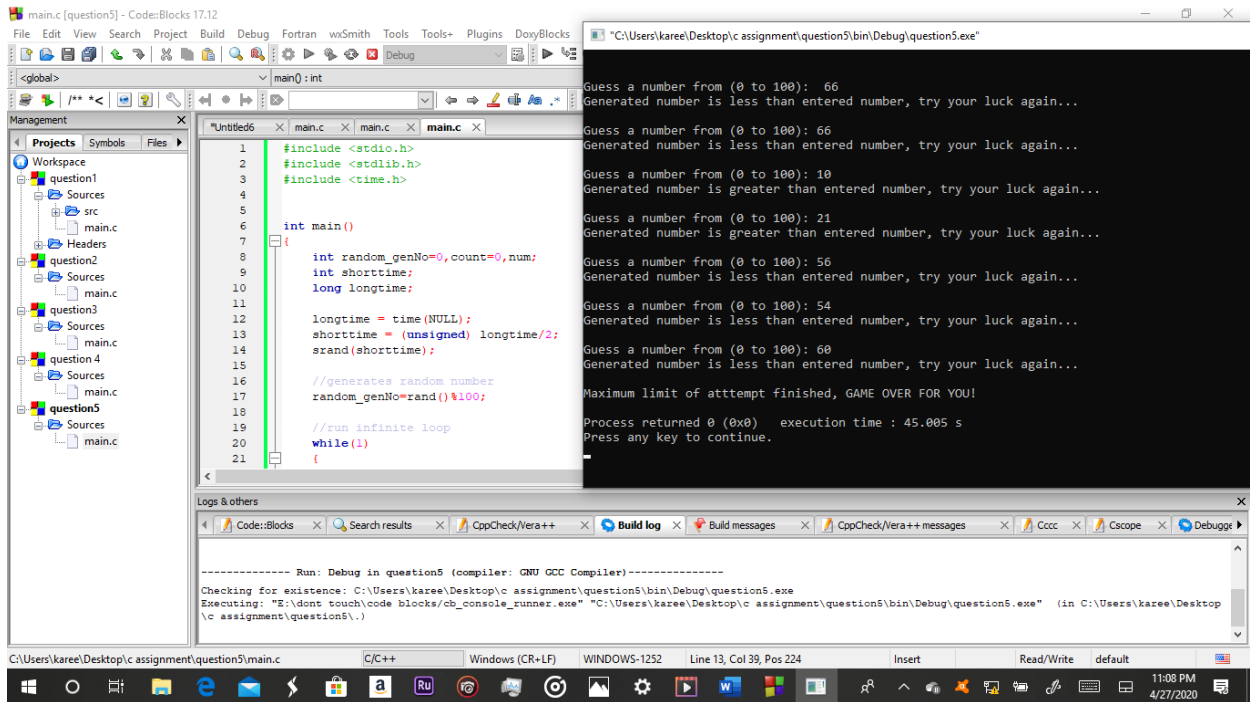 main.c [question5] - Code::Blocks 17.12
File Edit View Search Project Build Debug Fortran wxSmith Tools Tools+ Plugins DoxyBlocks
Debug
<global>
main() : int
/** *<
.*
Management
Projects Symbols Files
Workspace
question1
Sources
src
main.c
Headers
question2
Sources
main.c
question3
Sources
main.c
question 4
Sources
main.c
question5
Sources
main.c
*Untitled6 main.c main.c main.c
1 #include <stdio.h>
2 #include <stdlib.h>
3 #include <time.h>
4
5
6 int main()
7 {
8 int random_genNo=0,count=0,num;
9 int shorttime;
10 long longtime;
11
12 longtime = time(NULL);
13 shorttime = (unsigned) longtime/2;
14 srand(shorttime);
15
16 //generates random number
17 random_genNo=rand()%100;
18
19 //run infinite loop
20 while(1)
21 {
"C:\Users\karee\Desktop\c assignment\question5\bin\Debug\question5.exe"
Guess a number from (0 to 100):  66
Generated number is less than entered number, try your luck again...
Guess a number from (0 to 100): 66
Generated number is less than entered number, try your luck again...
Guess a number from (0 to 100): 10
Generated number is greater than entered number, try your luck again...
Guess a number from (0 to 100): 21
Generated number is greater than entered number, try your luck again...
Guess a number from (0 to 100): 56
Generated number is less than entered number, try your luck again...
Guess a number from (0 to 100): 54
Generated number is less than entered number, try your luck again...
Guess a number from (0 to 100): 60
Generated number is less than entered number, try your luck again...
Maximum limit of atttempt finished, GAME OVER FOR YOU!
Process returned 0 (0x0)   execution time : 45.005 s
Press any key to continue.
Logs & others
Code::Blocks Search results CppCheck/Vera++ Build log Build messages CppCheck/Vera++ messages Cccc Cscope Debugge
-------------- Run: Debug in question5 (compiler: GNU GCC Compiler)---------------
Checking for existence: C:\Users\karee\Desktop\c assignment\question5\bin\Debug\question5.exe
Executing: "E:\dont touch\code blocks/cb_console_runner.exe" "C:\Users\karee\Desktop\c assignment\question5\bin\Debug\question5.exe"  (in C:\Users\karee\Desktop
\c assignment\question5\.)
C:\Users\karee\Desktop\c assignment\question5\main.c C/C++ Windows (CR+LF) WINDOWS-1252 Line 13, Col 39, Pos 224 Insert Read/Write default
a Ru W
11:08 PM
4/27/2020